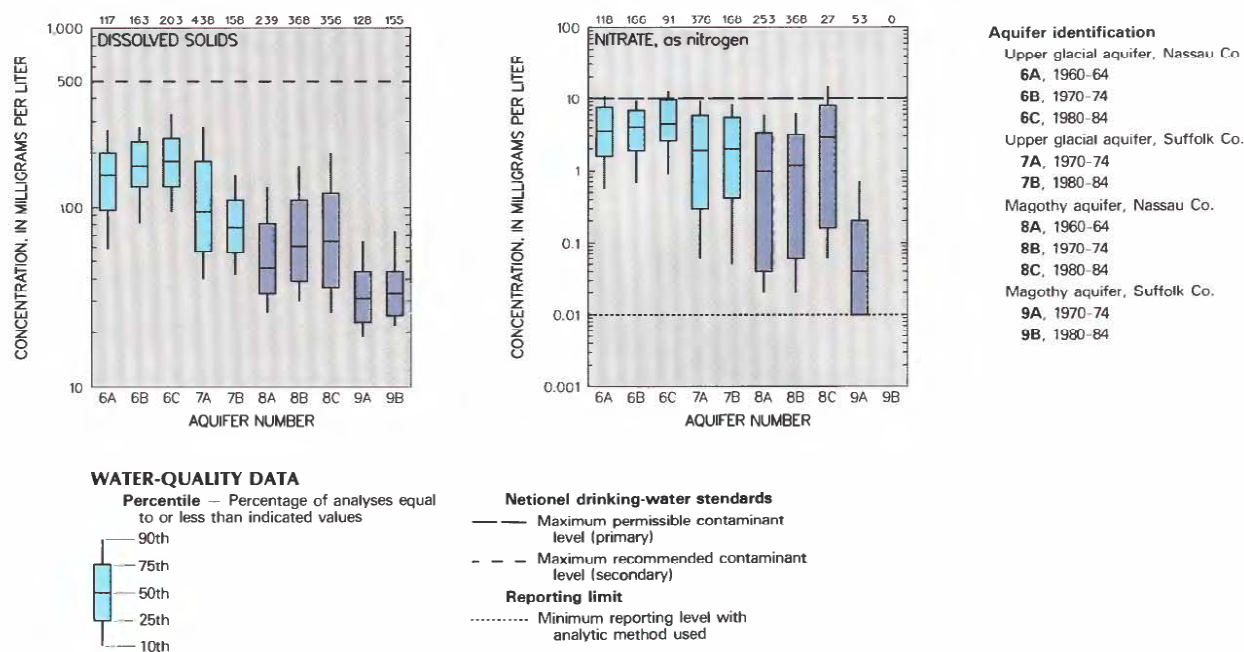 117 163 203 438 158 239 368 356 128 155
1,000
DISSOLVED SOLIDS
500
100
10
CONCENTRATION, IN MILLIGRAMS PER LITER
6A 6B 6C 7A 7B 8A 8B 8C 9A 9B
AQUIFER NUMBER
118 166 91 376 168 253 368 27 53 0
100
NITRATE, as nitrogen
10
1
0.1
0.01
0.001
CONCENTRATION, IN MILLIGRAMS PER LITER
6A 6B 6C 7A 7B 8A 8B 8C 9A 9B
AQUIFER NUMBER
Aquifer identification
Upper glacial aquifer, Nassau Co
6A, 1960-64
6B, 1970-74
6C, 1980-84
Upper glacial aquifer, Suffolk Co.
7A, 1970-74
7B, 1980-84
Magothy aquifer, Nassau Co.
8A, 1960-64
8B, 1970-74
8C, 1980-84
Magothy aquifer, Suffolk Co.
9A, 1970-74
9B, 1980-84
WATER-QUALITY DATA
Percentile — Percentage of analyses equal
to or less than indicated values
90th
75th
50th
25th
10th
Netionel drinking-water stendards
Maximum permissible contaminant
level (primary)
Maximum recommended contaminant
level (secondary)
Reporting limit
Minimum reporting level with
analytic method used